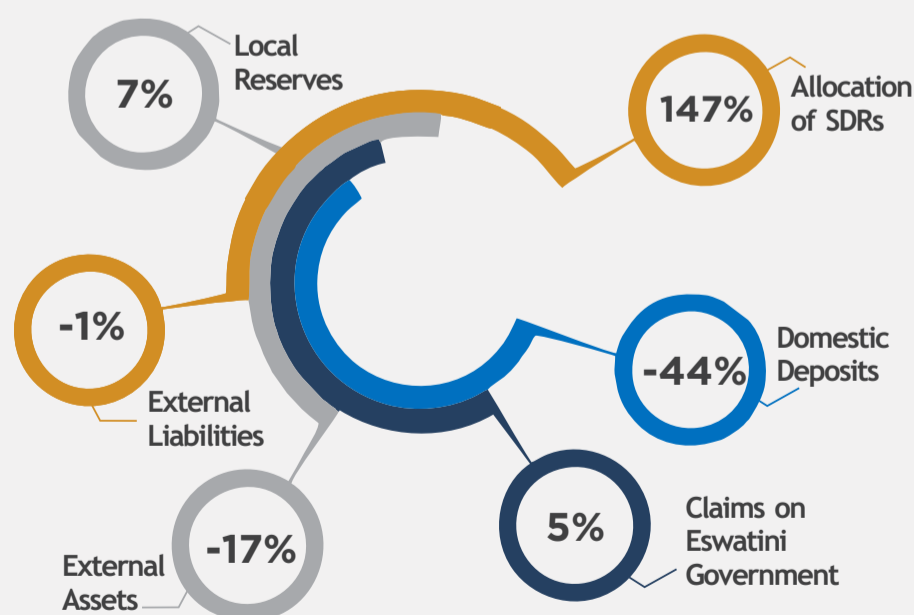 Local
Reserves
7%
147%
Allocation
of SDRs
-1%
External
Liabilities
-44%
Domestic
Deposits
-17%
External
Assets
5%
Claims on
Eswatini
Government